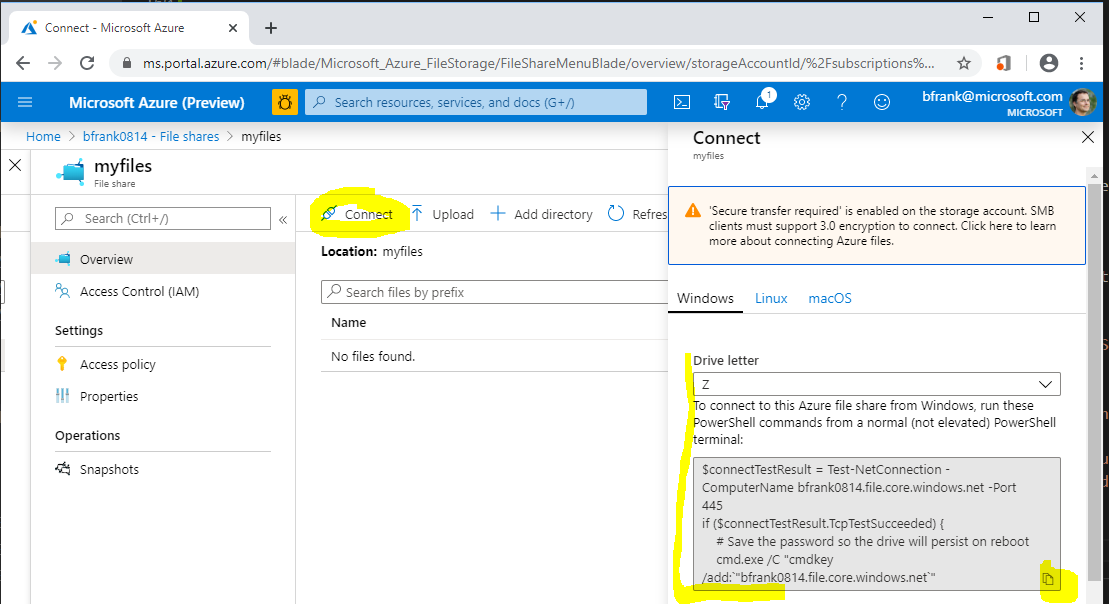 Connect - Microsoft Azure
ms.portal.azure.com/#blade/Microsoft_Azure_FileStorage/FileShareMenuBlade/overview/storageAccountId/%2Fsubscriptions%...
Microsoft Azure (Preview)
Search resources, services, and docs (G+/)
1
bfrank@microsoft.com
MICROSOFT
Home > bfrank0814 - File shares > myfiles
myfiles
File share
Search (Ctrl+/)
«
Overview
Access Control (IAM)
Settings
Access policy
Properties
Operations
Snapshots
Connect
Upload
Add directory
Refres
Location: myfiles
Search files by prefix
Name
No files found.
Connect
myfiles
'Secure transfer required' is enabled on the storage account. SMB
clients must support 3.0 encryption to connect. Click here to learn
more about connecting Azure files.
Windows
Linux
macOS
Drive letter
Z
To connect to this Azure file share from Windows, run these
PowerShell commands from a normal (not elevated) PowerShell
terminal:
$connectTestResult = Test-NetConnection -
ComputerName bfrank0814.file.core.windows.net -Port
445
if ($connectTestResult.TcpTestSucceeded) {
# Save the password so the drive will persist on reboot
cmd.exe /C "cmdkey
/add:`"bfrank0814.file.core.windows.net`"